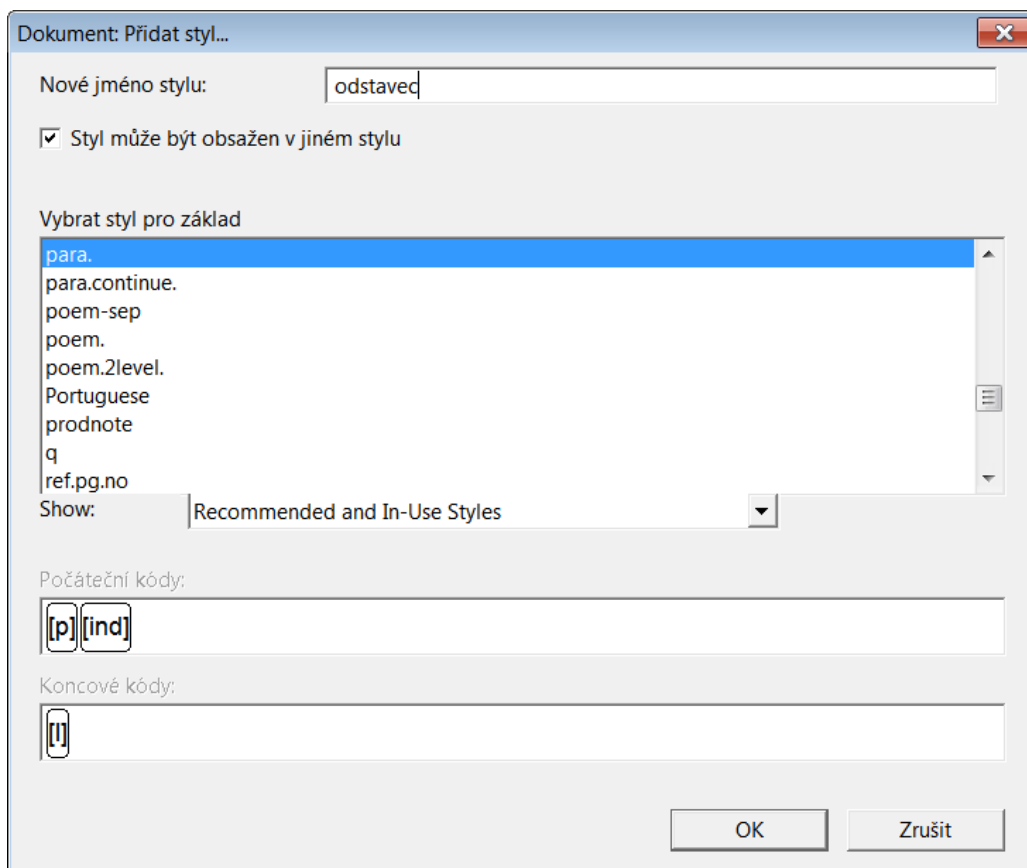 Dokument: Přidat styl...
Nové jméno stylu: odstavec
Styl může být obsažen v jiném stylu
Vybrat styl pro základ
para.
para.continue.
poem-sep
poem.
poem.2level.
Portuguese
prodnote
q
ref.pg.no
Show: Recommended and In-Use Styles
Počáteční kódy:
[p][ind]
Koncové kódy:
[l]
OK Zrušit